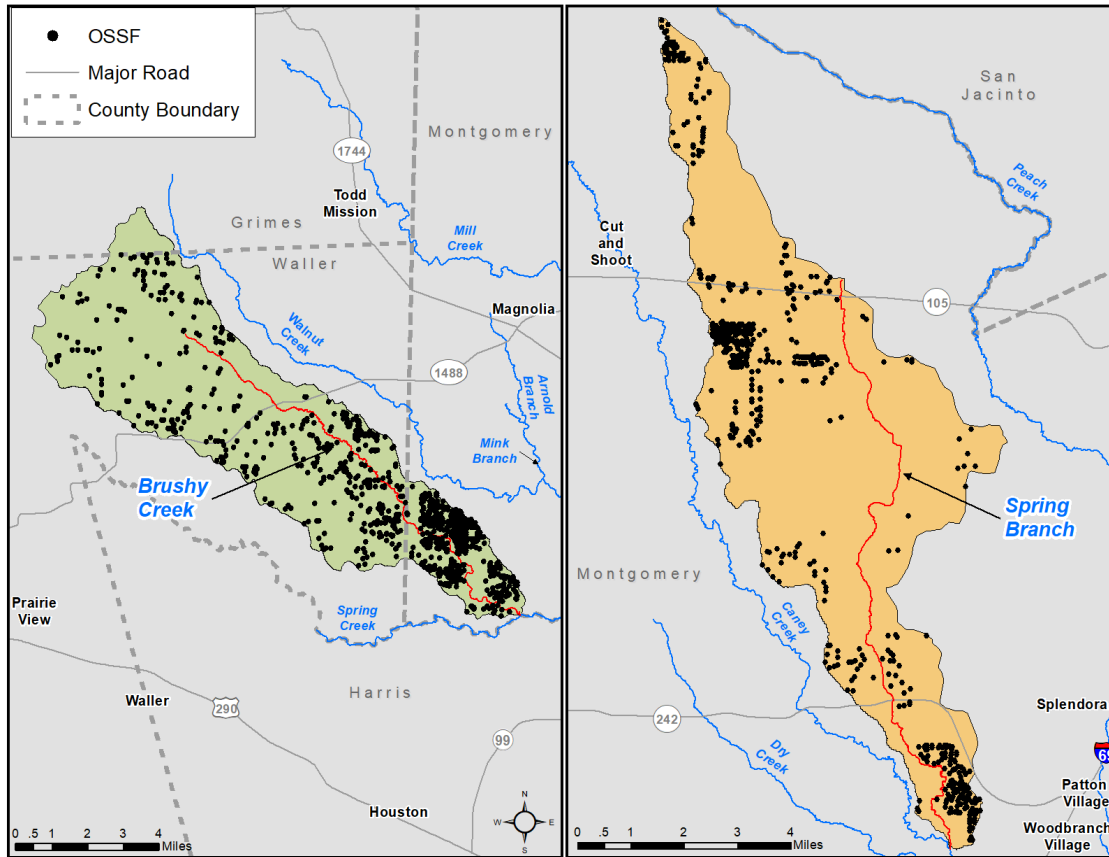 OSSF
Major Road
County Boundary
Montgomery
1744
Todd
Mission
Grimes
Mill
Creek
Waller
Magnolia
Walnut
Creek
1488
Arnold
Branch
Mink
Branch
Brushy
Creek
Prairie
View
Spring
Creek
Waller
290
Harris
99
Houston
N
W
E
S
0 .5 1 2 3 4
Miles
San
Jacinto
Peach
Creek
Cut
and
Shoot
105
Spring
Branch
Montgomery
Caney
Creek
242
Splendora
Dry
Creek
69
Patton
Village
Woodbranch
Village
0 .5 1 2 3 4
Miles